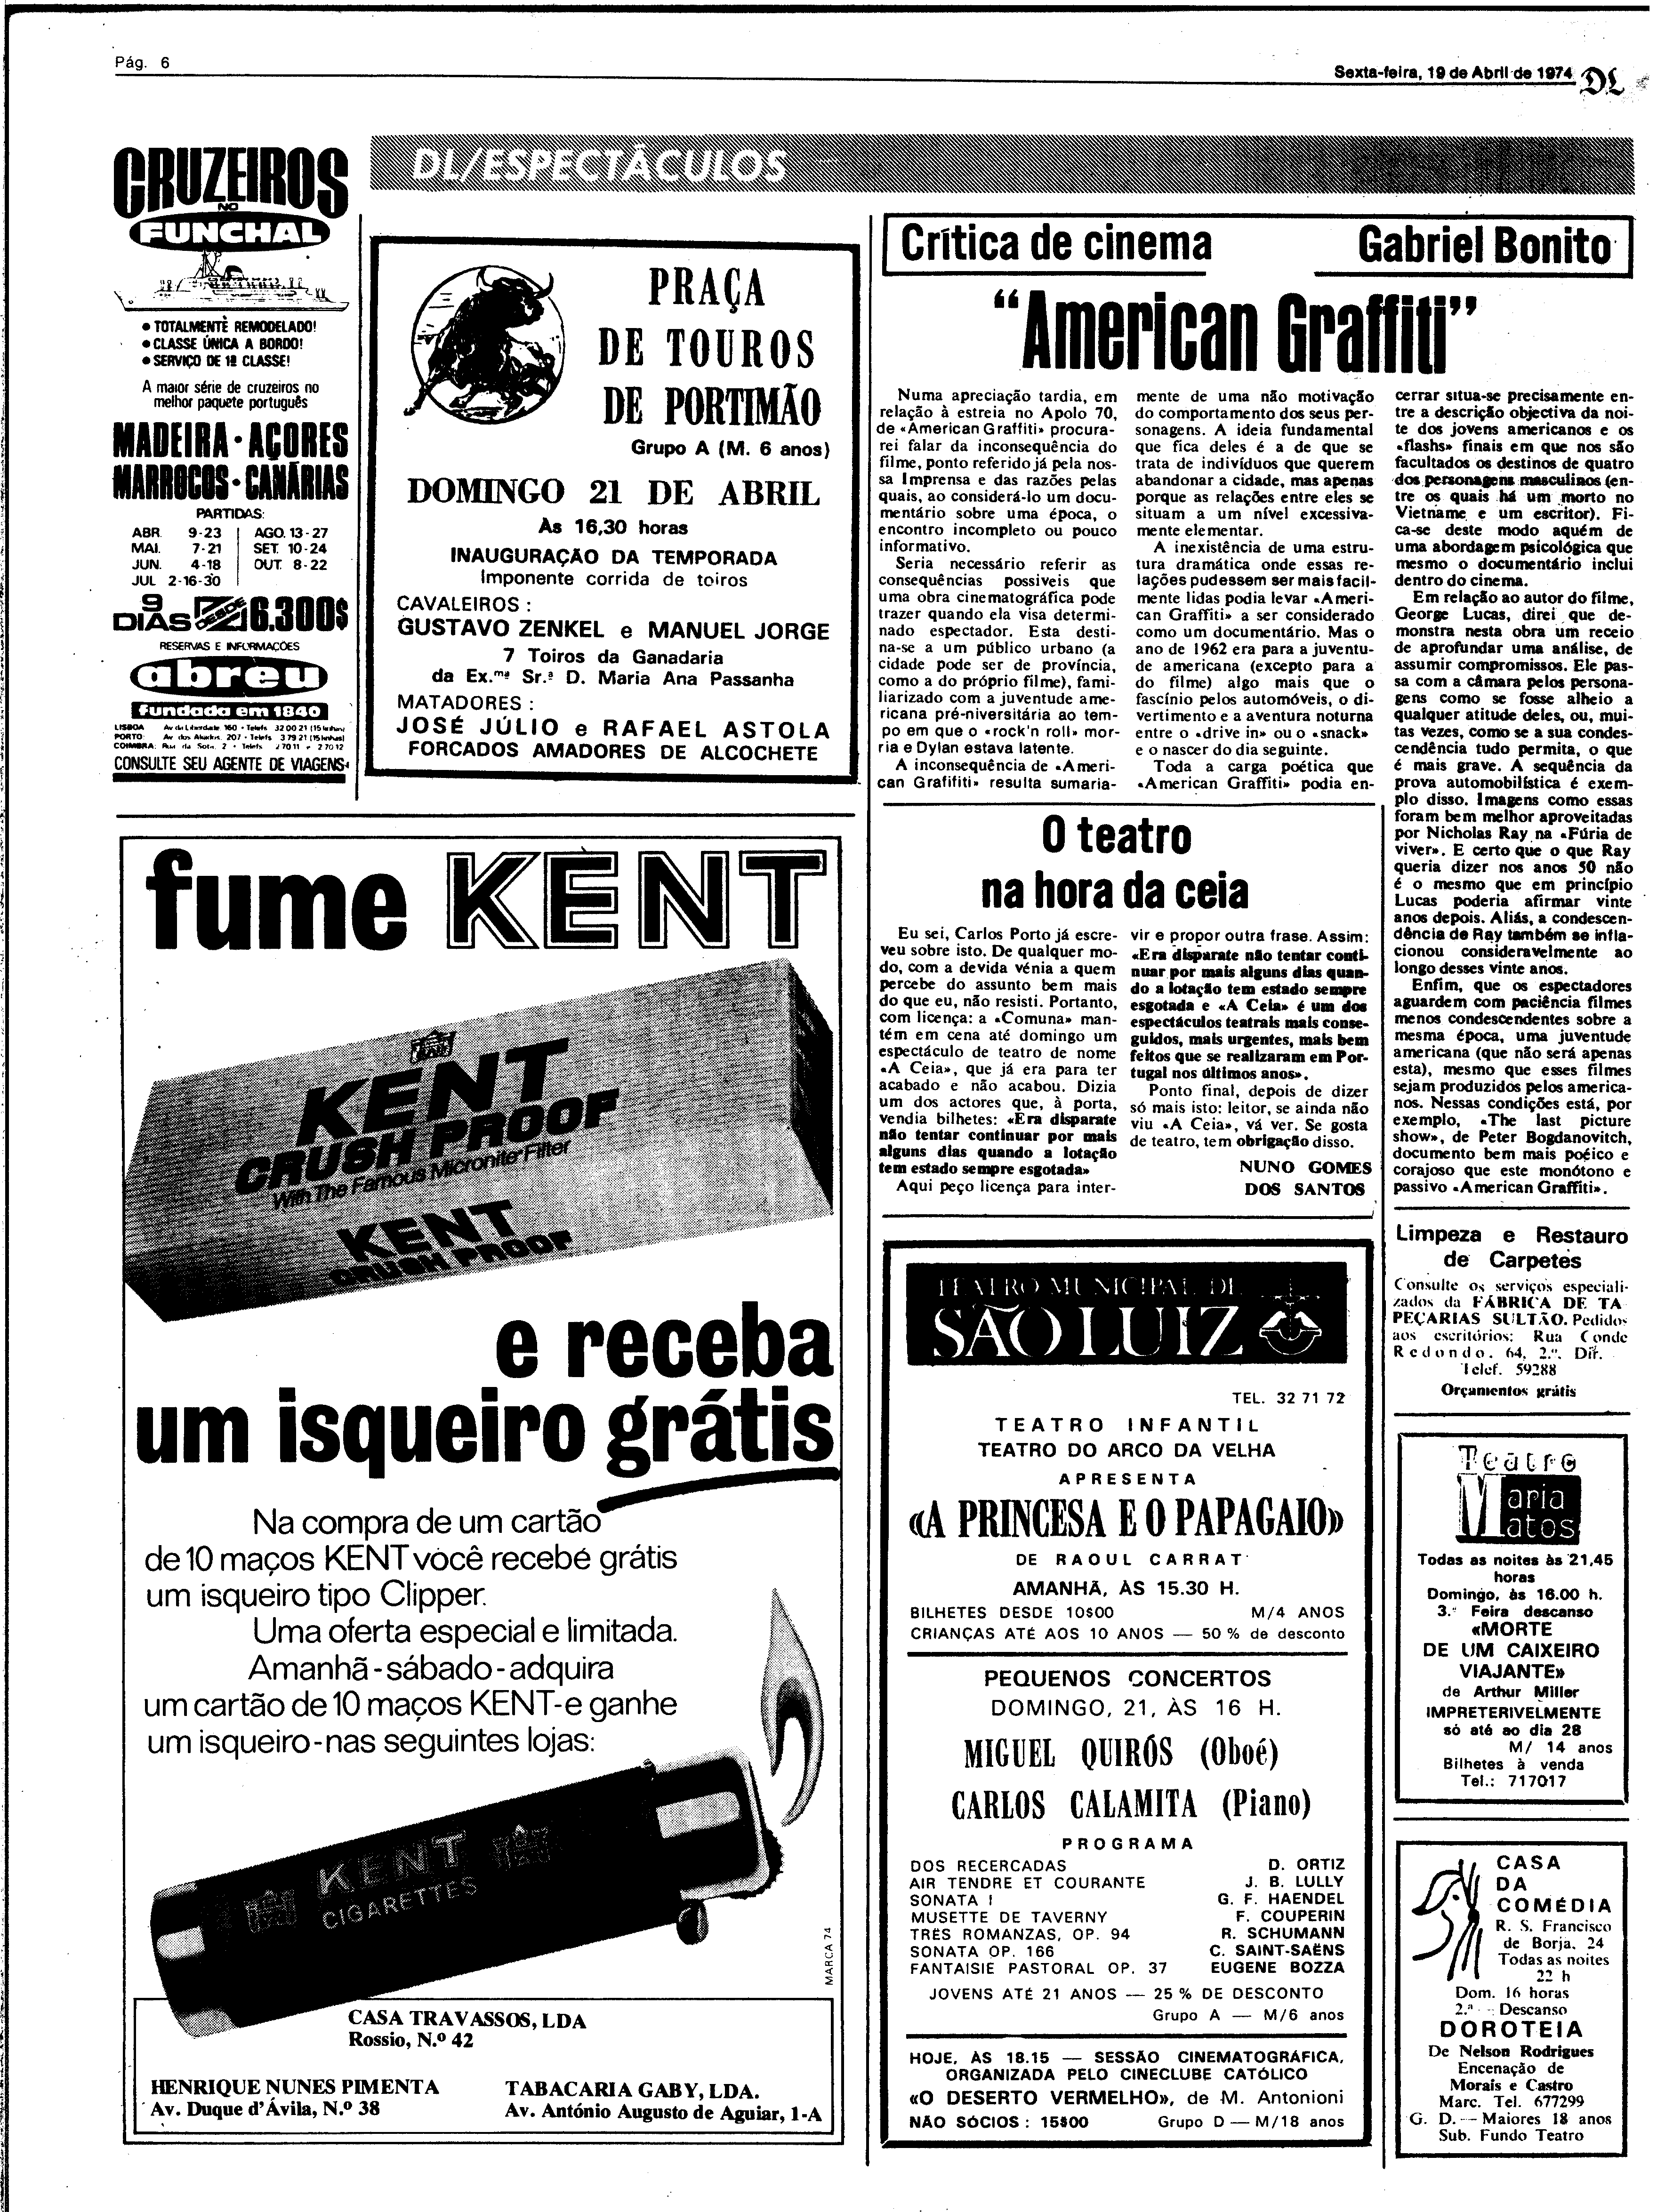 Pág. 6
Sexta-feira, 19 de Abril de 1974 DL
DL/ESPECTÁCULOS
CRUZEIROS
NO
FUNCHAL
• TOTALMENTE REMODELADO!
• CLASSE ÚNICA A BORDO!
• SERVIÇO DE 1ª CLASSE!
A maior série de cruzeiros no
melhor paquete português
MADEIRA • AÇORES
MARROCOS • CANÁRIAS
PARTIDAS:
ABR 9-23 AGO. 13-27
MAI. 7-21 SET. 10-24
JUN. 4-18 OUT. 8-22
JUL 2-16-30
9
DIAS DESDE 6.300$
RESERVAS E INFORMAÇÕES
abreu
fundada em 1840
LISBOA Av da Liberdade 160 • Telefs 32 00 21 (15 linhas)
PORTO: Av dos Aliados, 207 • Telefs 3 79 21 (15 linhas)
COIMBRA: Rua da Sota, 2 • Telefs 2 70 11 e 2 70 12
CONSULTE SEU AGENTE DE VIAGENS
PRAÇA
DE TOUROS
DE PORTIMÃO
Grupo A (M. 6 anos)
DOMINGO 21 DE ABRIL
Às 16,30 horas
INAUGURAÇÃO DA TEMPORADA
Imponente corrida de toiros
CAVALEIROS :
GUSTAVO ZENKEL e MANUEL JORGE
7 Toiros da Ganadaria
da Ex.ᵐª Sr.ª D. Maria Ana Passanha
MATADORES :
JOSÉ JÚLIO e RAFAEL ASTOLA
FORCADOS AMADORES DE ALCOCHETE
Crítica de cinema Gabriel Bonito
“American Graffiti”
Numa apreciação tardia, em
relação à estreia no Apolo 70,
de «American Graffiti» procura-
rei falar da inconsequência do
filme, ponto referido já pela nos-
sa Imprensa e das razões pelas
quais, ao considerá-lo um docu-
mentário sobre uma época, o
encontro incompleto ou pouco
informativo.
Seria necessário referir as
consequências possiveis que
uma obra cinematográfica pode
trazer quando ela visa determi-
nado espectador. Esta desti-
na-se a um público urbano (a
cidade pode ser de província,
como a do próprio filme), fami-
liarizado com a juventude ame-
ricana pré-niversitária ao tem-
po em que o «rock'n roll» mor-
ria e Dylan estava latente.
A inconsequência de «Ameri-
can Grafifiti» resulta sumaria-
mente de uma não motivação
do comportamento dos seus per-
sonagens. A ideia fundamental
que fica deles é a de que se
trata de indivíduos que querem
abandonar a cidade, mas apenas
porque as relações entre eles se
situam a um nível excessiva-
mente elementar.
A inexistência de uma estru-
tura dramática onde essas re-
lações pudessem ser mais facil-
mente lidas podia levar «Ameri-
can Graffiti» a ser considerado
como um documentário. Mas o
ano de 1962 era para a juventu-
de americana (excepto para a
do filme) algo mais que o
fascínio pelos automóveis, o di-
vertimento e a aventura noturna
entre o «drive in» ou o «snack»
e o nascer do dia seguinte.
Toda a carga poética que
«American Graffiti» podia en-
cerrar situa-se precisamente en-
tre a descrição objectiva da noi-
te dos jovens americanos e os
«flashs» finais em que nos são
facultados os destinos de quatro
dos personagens masculinos (en-
tre os quais há um morto no
Vietname e um escritor). Fi-
ca-se deste modo aquém de
uma abordagem psicológica que
mesmo o documentário inclui
dentro do cinema.
Em relação ao autor do filme,
George Lucas, direi que de-
monstra nesta obra um receio
de aprofundar uma análise, de
assumir compromissos. Ele pas-
sa com a câmara pelos persona-
gens como se fosse alheio a
qualquer atitude deles, ou, mui-
tas vezes, como se a sua condes-
cendência tudo permita, o que
é mais grave. A sequência da
prova automobilística é exem-
plo disso. Imagens como essas
foram bem melhor aproveitadas
por Nicholas Ray na «Fúria de
viver». E certo que o que Ray
queria dizer nos anos 50 não
é o mesmo que em princípio
Lucas poderia afirmar vinte
anos depois. Aliás, a condescen-
dência de Ray também se infla-
cionou consideravelmente ao
longo desses vinte anos.
Enfim, que os espectadores
aguardem com paciência filmes
menos condescendentes sobre a
mesma época, uma juventude
americana (que não será apenas
esta), mesmo que esses filmes
sejam produzidos pelos america-
nos. Nessas condições está, por
exemplo, «The last picture
show», de Peter Bogdanovitch,
documento bem mais poéico e
corajoso que este monótono e
passivo «American Graffiti».
O teatro
na hora da ceia
Eu sei, Carlos Porto já escre-
veu sobre isto. De qualquer mo-
do, com a devida vénia a quem
percebe do assunto bem mais
do que eu, não resisti. Portanto,
com licença: a «Comuna» man-
tém em cena até domingo um
espectáculo de teatro de nome
«A Ceia», que já era para ter
acabado e não acabou. Dizia
um dos actores que, à porta,
vendia bilhetes: «Era disparate
não tentar continuar por mais
alguns dias quando a lotação
tem estado sempre esgotada»
Aqui peço licença para inter-
vir e propor outra frase. Assim:
«Era disparate não tentar conti-
nuar por mais alguns dias quan-
do a lotação tem estado sempre
esgotada e «A Ceia» é um dos
espectáculos teatrais mais conse-
guidos, mais urgentes, mais bem
feitos que se realizaram em Por-
tugal nos últimos anos».
Ponto final, depois de dizer
só mais isto: leitor, se ainda não
viu «A Ceia», vá ver. Se gosta
de teatro, tem obrigação disso.
NUNO GOMES
DOS SANTOS
fume KENT
KENT
CRUSH PROOF
With The Famous Micronite Filter
KENT
CRUSH PROOF
e receba
um isqueiro grátis
Na compra de um cartão
de 10 maços KENT você recebe grátis
um isqueiro tipo Clipper.
Uma oferta especial e limitada.
Amanhã - sábado - adquira
um cartão de 10 maços KENT - e ganhe
um isqueiro - nas seguintes lojas:
KENT
CIGARETTES
MARCA 74
CASA TRAVASSOS, LDA
Rossio, N.º 42
HENRIQUE NUNES PIMENTA
Av. Duque d'Ávila, N.º 38
TABACARIA GABY, LDA.
Av. António Augusto de Aguiar, 1-A
TEATRO MUNICIPAL DE
SÃO LUIZ
TEL. 32 71 72
TEATRO INFANTIL
TEATRO DO ARCO DA VELHA
APRESENTA
«A PRINCESA E O PAPAGAIO»
DE RAOUL CARRAT
AMANHÃ, ÀS 15.30 H.
BILHETES DESDE 10$00 M/4 ANOS
CRIANÇAS ATÉ AOS 10 ANOS — 50 % de desconto
PEQUENOS CONCERTOS
DOMINGO, 21, ÀS 16 H.
MIGUEL QUIRÓS (Oboé)
CARLOS CALAMITA (Piano)
PROGRAMA
DOS RECERCADAS D. ORTIZ
AIR TENDRE ET COURANTE J. B. LULLY
SONATA I G. F. HAENDEL
MUSETTE DE TAVERNY F. COUPERIN
TRES ROMANZAS, OP. 94 R. SCHUMANN
SONATA OP. 166 C. SAINT-SAËNS
FANTAISIE PASTORAL OP. 37 EUGENE BOZZA
JOVENS ATÉ 21 ANOS — 25 % DE DESCONTO
Grupo A — M/6 anos
HOJE, ÀS 18.15 — SESSÃO CINEMATOGRÁFICA,
ORGANIZADA PELO CINECLUBE CATÓLICO
«O DESERTO VERMELHO», de M. Antonioni
NÃO SÓCIOS : 15$00 Grupo D — M/18 anos
Limpeza e Restauro
de Carpetes
Consulte os serviços especiali-
zados da FÁBRICA DE TA
PEÇARIAS SULTÃO. Pedidos
aos escritórios: Rua Conde
Redondo, 64, 2.º, Dir.
Telef. 59288
Orçamentos grátis
Teatro
Maria
Matos
Todas as noites às 21,45
horas
Domingo, às 16.00 h.
3.ª Feira descanso
«MORTE
DE UM CAIXEIRO
VIAJANTE»
de Arthur Miller
IMPRETERIVELMENTE
só até ao dia 28
M/ 14 anos
Bilhetes à venda
Tel.: 717017
CASA
DA
COMÉDIA
R. S. Francisco
de Borja, 24
Todas as noites
22 h
Dom. 16 horas
2.ª - Descanso
DOROTEIA
De Nelson Rodrigues
Encenação de
Morais e Castro
Marc. Tel. 677299
G. D. — Maiores 18 anos
Sub. Fundo Teatro